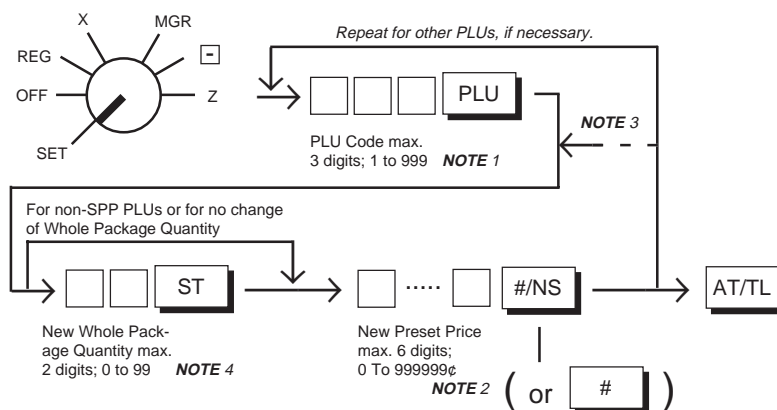 X
MGR
REG
-
OFF
Z
SET
Repeat for other PLUs, if necessary.
PLU
PLU Code max.
3 digits; 1 to 999 NOTE 1
NOTE 3
For non-SPP PLUs or for no change
of Whole Package Quantity
ST
New Whole Pack-
age Quantity max.
2 digits; 0 to 99 NOTE 4
..... #/NS
New Preset Price
max. 6 digits;
0 To 999999¢
NOTE 2
( or # )
AT/TL